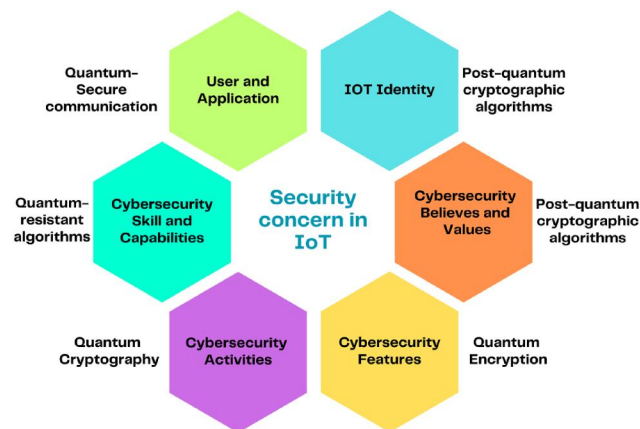 Quantum-
Secure
communication
User and
Application
IOT Identity
Post-quantum
cryptographic
algorithms
Quantum-
resistant
algorithms
Cybersecurity
Skill and
Capabilities
Security
concern in
IoT
Cybersecurity
Believes and
Values
Post-quantum
cryptographic
algorithms
Quantum
Cryptography
Cybersecurity
Activities
Cybersecurity
Features
Quantum
Encryption